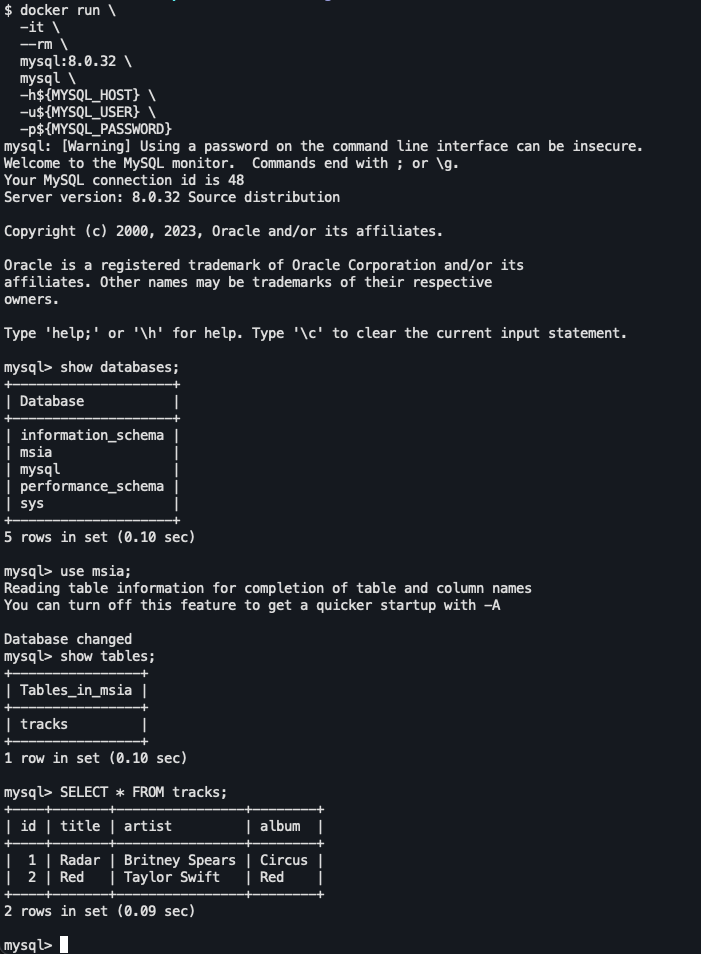 $ docker run \
  -it \
  --rm \
  mysql:8.0.32 \
  mysql \
  -h${MYSQL_HOST} \
  -u${MYSQL_USER} \
  -p${MYSQL_PASSWORD}
mysql: [Warning] Using a password on the command line interface can be insecure.
Welcome to the MySQL monitor.  Commands end with ; or \g.
Your MySQL connection id is 48
Server version: 8.0.32 Source distribution

Copyright (c) 2000, 2023, Oracle and/or its affiliates.

Oracle is a registered trademark of Oracle Corporation and/or its
affiliates. Other names may be trademarks of their respective
owners.

Type 'help;' or '\h' for help. Type '\c' to clear the current input statement.

mysql> show databases;
+--------------------+
| Database           |
+--------------------+
| information_schema |
| msia               |
| mysql              |
| performance_schema |
| sys                |
+--------------------+
5 rows in set (0.10 sec)

mysql> use msia;
Reading table information for completion of table and column names
You can turn off this feature to get a quicker startup with -A

Database changed
mysql> show tables;
+----------------+
| Tables_in_msia |
+----------------+
| tracks         |
+----------------+
1 row in set (0.10 sec)

mysql> SELECT * FROM tracks;
+----+-------+----------------+--------+
| id | title | artist         | album  |
+----+-------+----------------+--------+
|  1 | Radar | Britney Spears | Circus |
|  2 | Red   | Taylor Swift   | Red    |
+----+-------+----------------+--------+
2 rows in set (0.09 sec)

mysql>